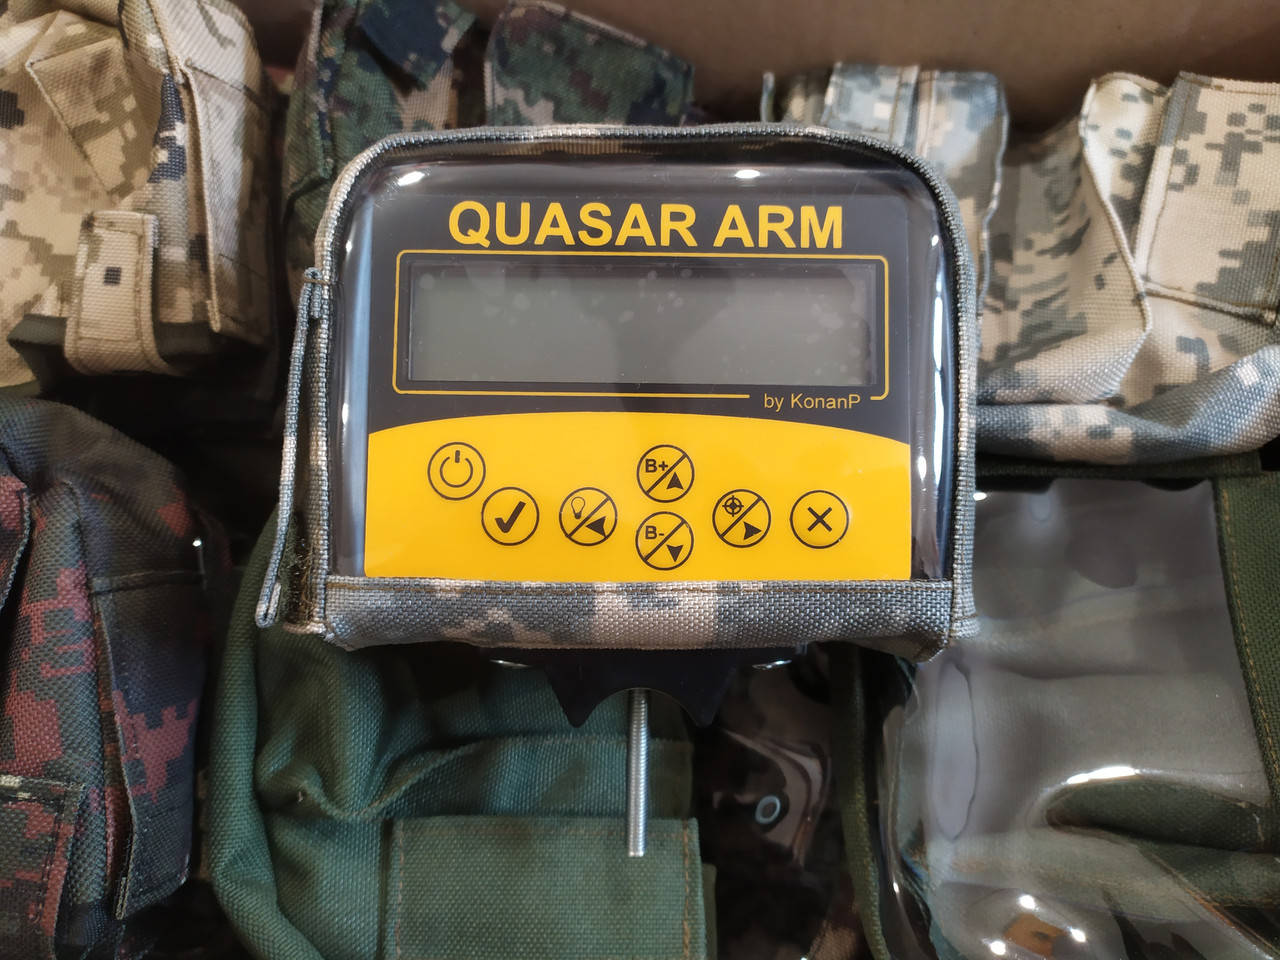 QUASAR ARM
by KonanP
B+
B-